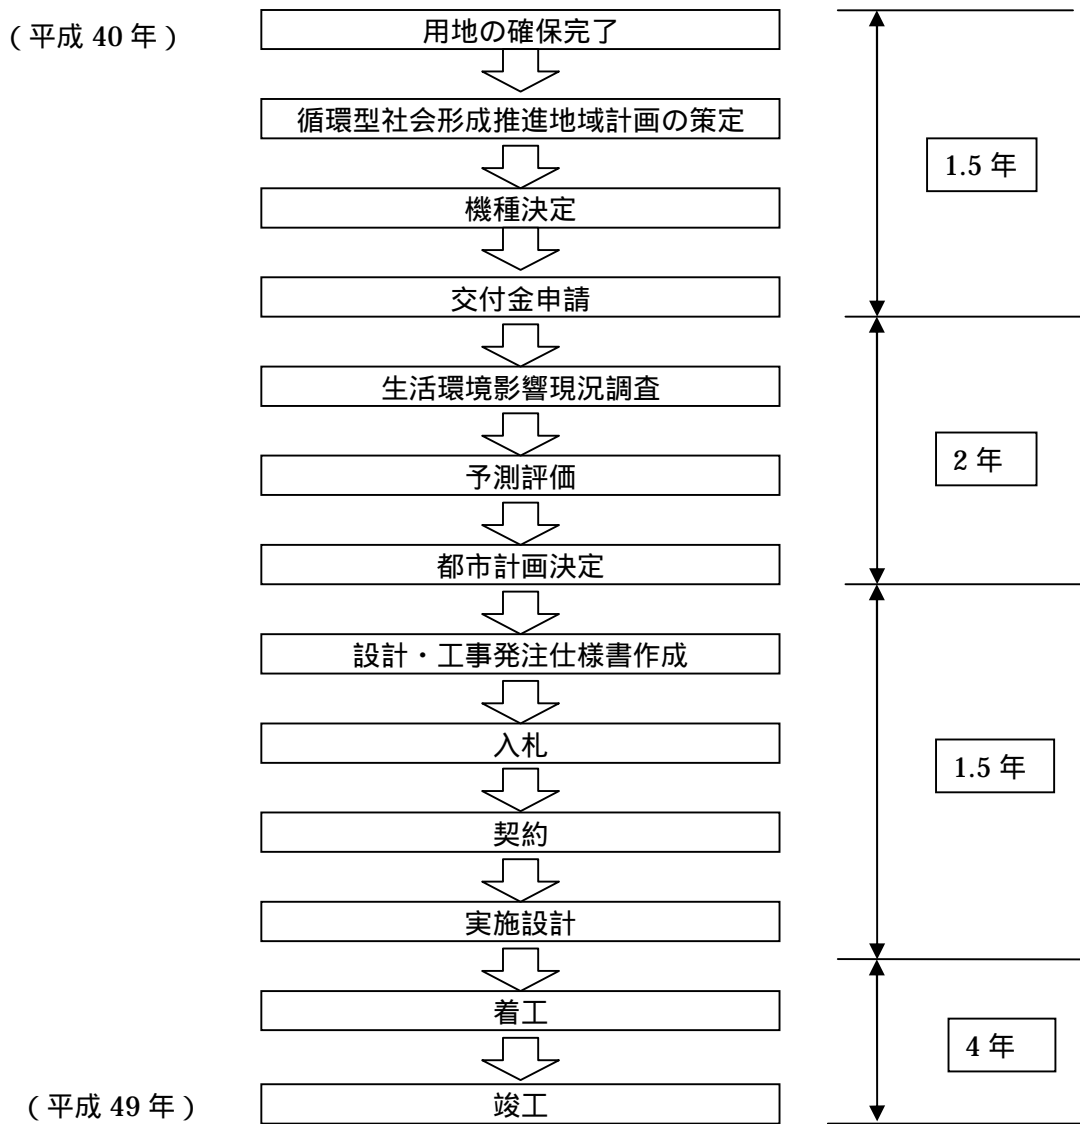 （平成 40 年）
用地の確保完了
循環型社会形成推進地域計画の策定
1.5 年
機種決定
交付金申請
生活環境影響現況調査
2 年
予測評価
都市計画決定
設計・工事発注仕様書作成
入札
1.5 年
契約
実施設計
着工
4 年
（平成 49 年）
竣工